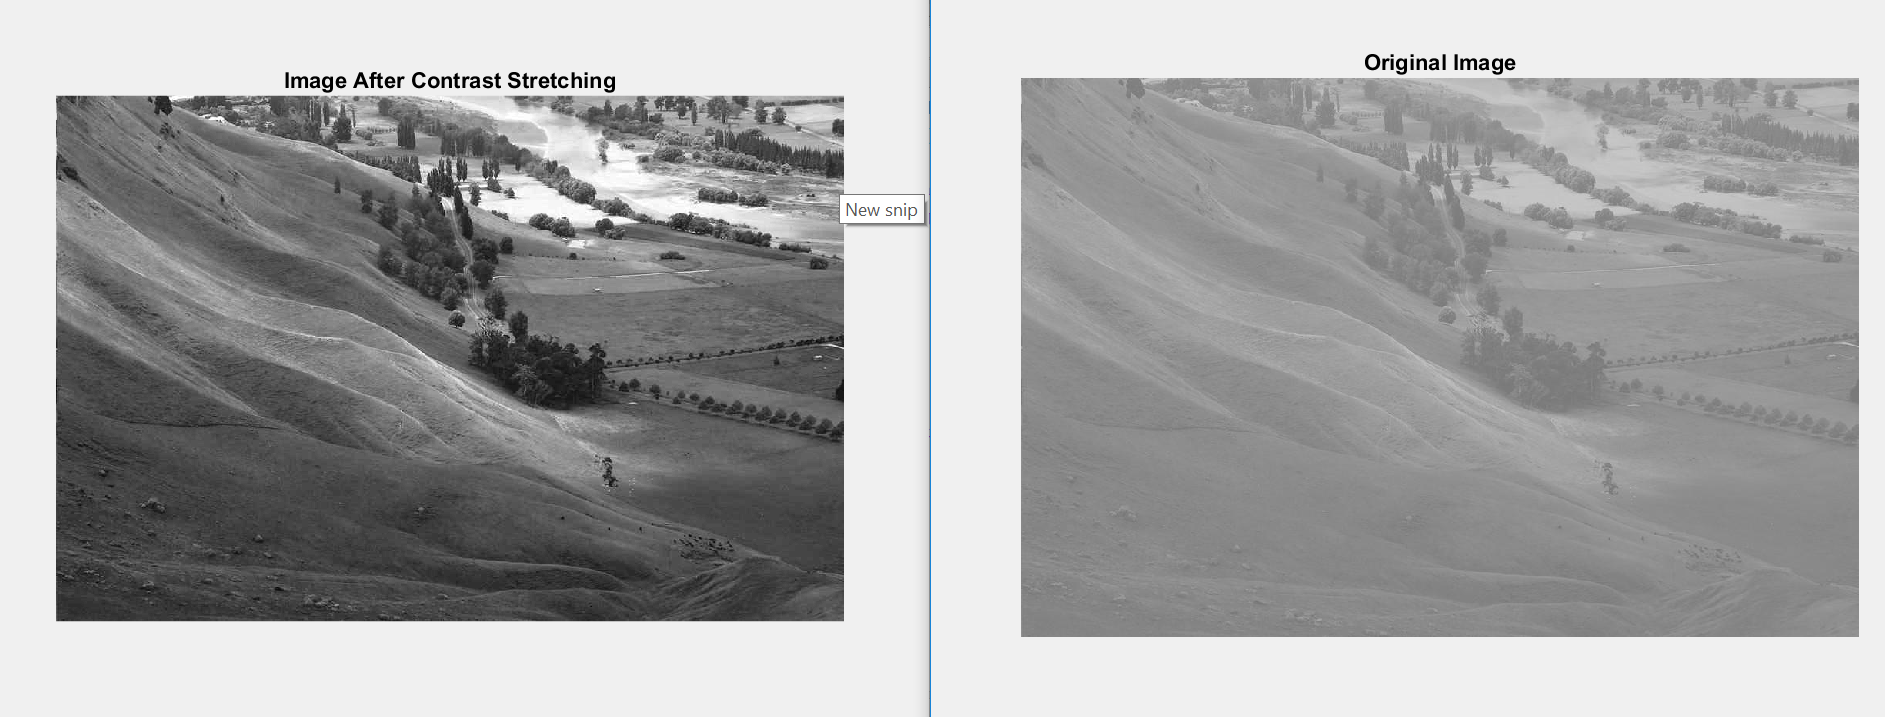 Image After Contrast Stretching
New snip
Original Image